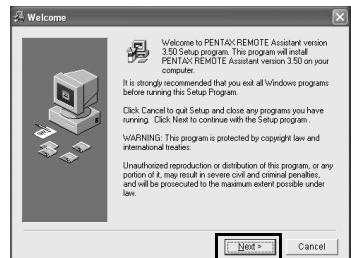 Welcome
Welcome to PENTAX REMOTE Assistant version
3.50 Setup program. This program will install
PENTAX REMOTE Assistant version 3.50 on your
computer.
It is strongly recommended that you exit all Windows programs
before running this Setup Program.
Click Cancel to quit Setup and close any programs you have
running. Click Next to continue with the Setup program .
WARNING: This program is protected by copyright law and
international treaties.
Unauthorized reproduction or distribution of this program, or any
portion of it, may result in severe civil and criminal penalties,
and will be prosecuted to the maximum extent possible under
law.
Next >
Cancel